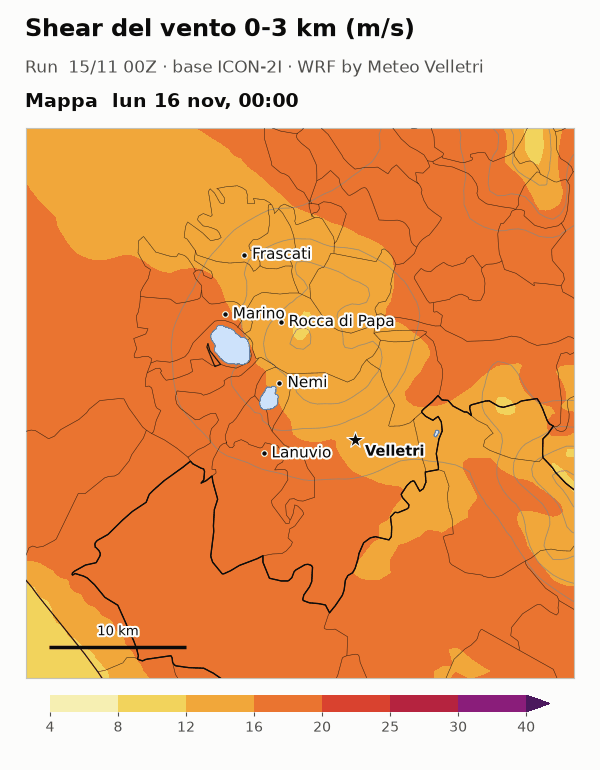 Shear del vento 0-3 km (m/s)
Run  15/11 00Z · base ICON-2I · WRF by Meteo Velletri
Mappa  lun 16 nov, 00:00
Frascati
Marino
Rocca di Papa
Nemi
Velletri
Lanuvio
10 km
4 8 12 16 20 25 30 40